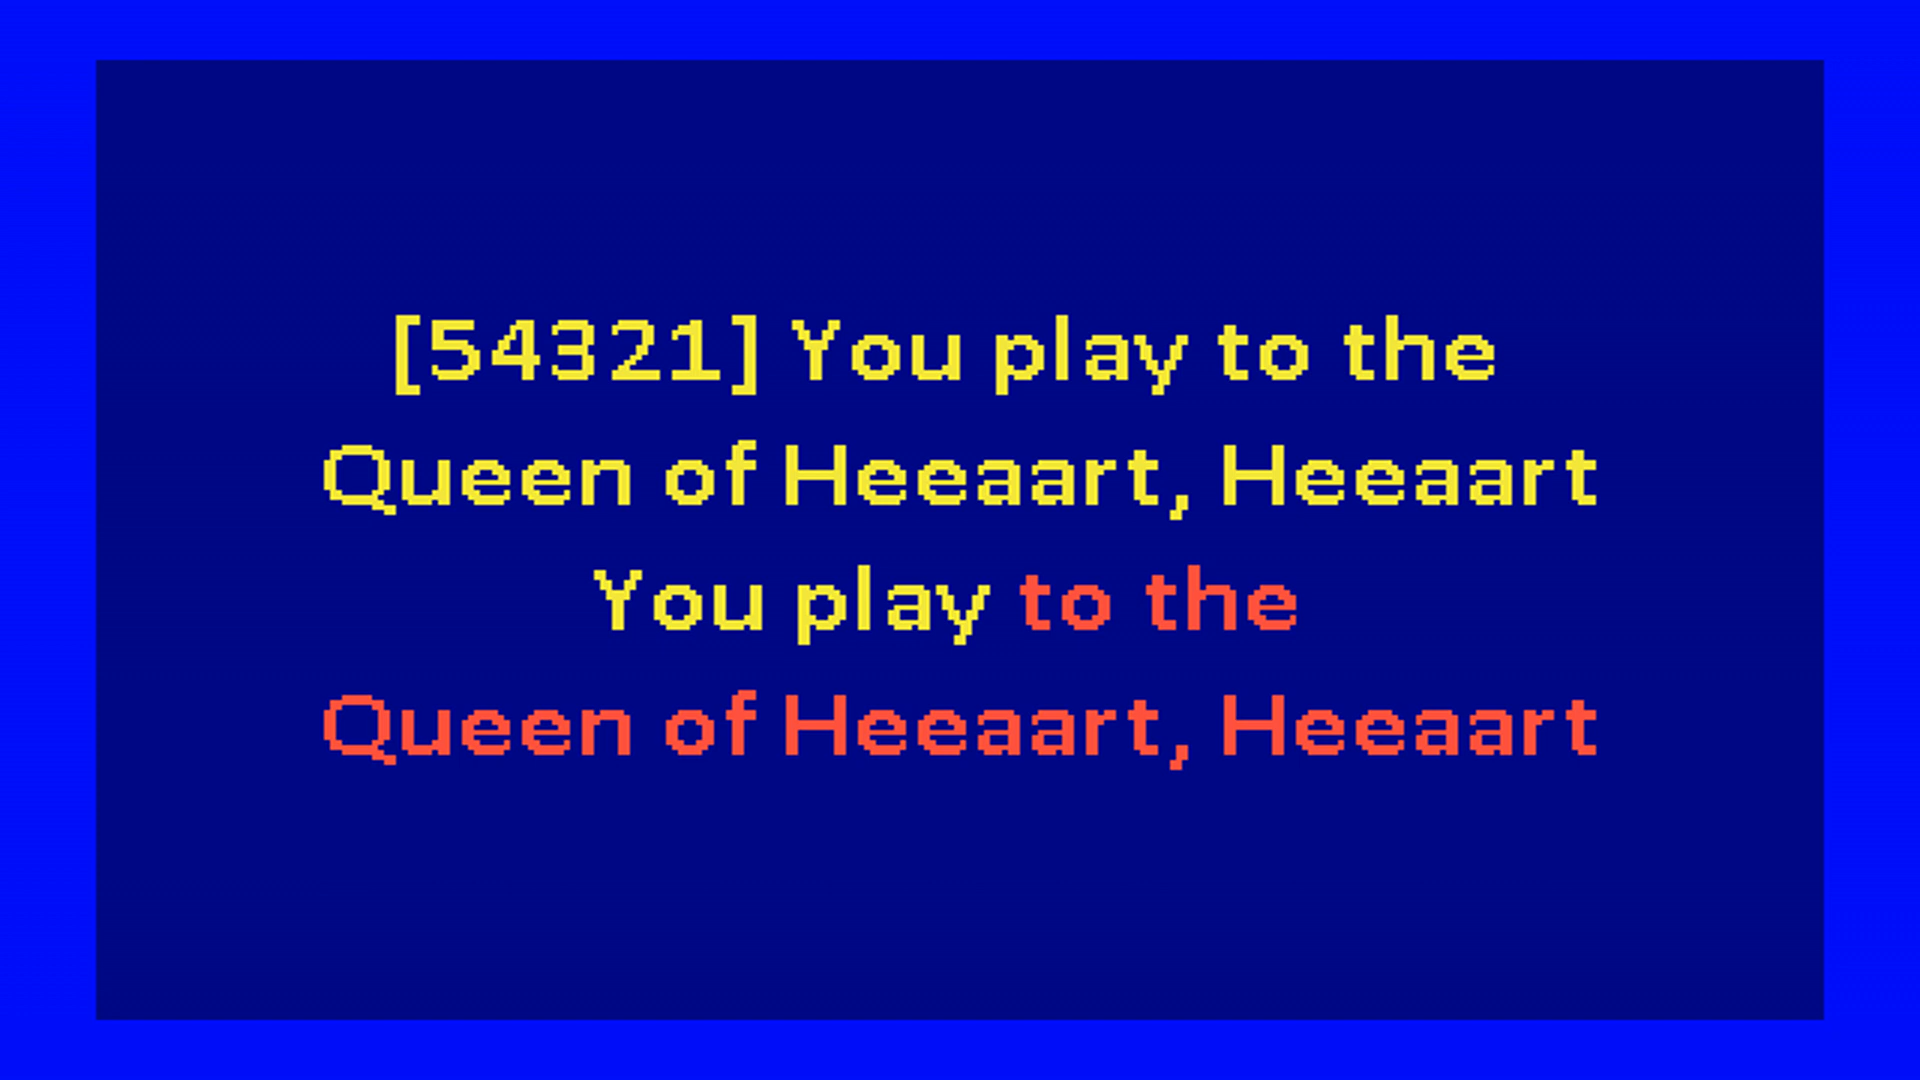 [54321] You play to the
Queen of Heeaart, Heeaart
You play to the
Queen of Heeaart, Heeaart